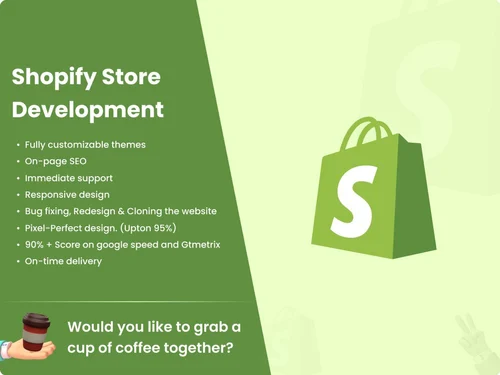 Shopify Store
Development
• Fully customizable themes
• On-page SEO
• Immediate support
• Responsive design
• Bug fixing, Redesign & Cloning the website
• Pixel-Perfect design. (Upton 95%)
• 90% + Score on google speed and Gtmetrix
• On-time delivery
S
Would you like to grab a
cup of coffee together?